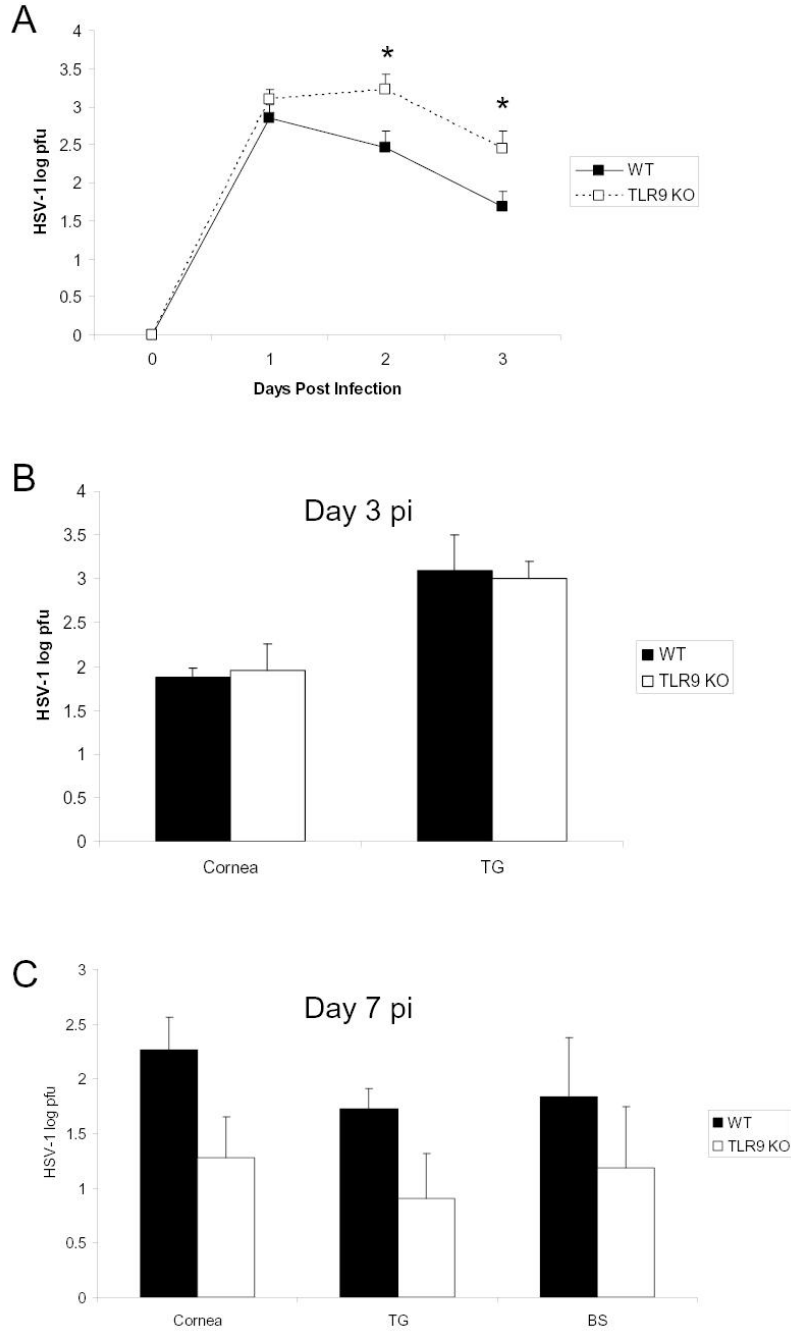 A
4
3.5
3
2.5
2
1.5
1
0.5
0
HSV-1 log pfu
*
*
0 1 2 3
Days Post Infection
WT
TLR9 KO
B
Day 3 pi
4
3.5
3
2.5
2
1.5
1
0.5
0
HSV-1 log pfu
Cornea TG
WT
TLR9 KO
C
Day 7 pi
3
2.5
2
1.5
1
0.5
0
HSV-1 log pfu
Cornea TG BS
WT
TLR9 KO